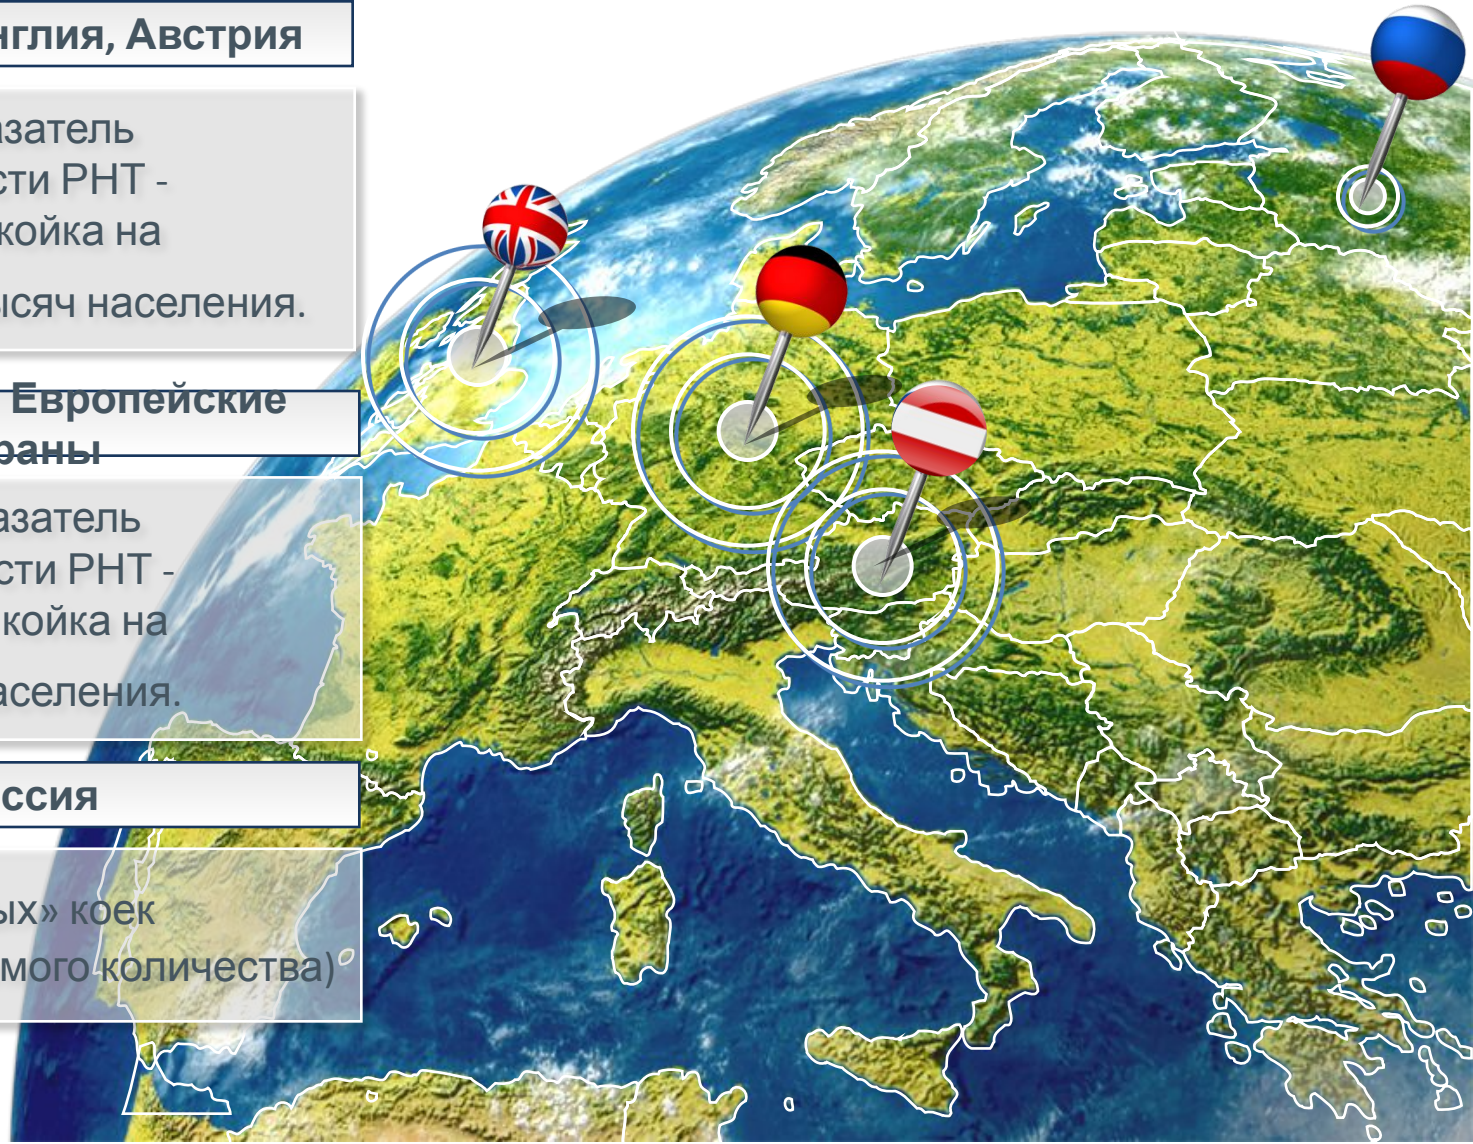 нглия, Австрия
азатель
сти РНТ -
койка на
ысяч населения.
Европейские
раны
азатель
сти РНТ -
койка на
аселения.
ссия
ых» коек
мого количества)